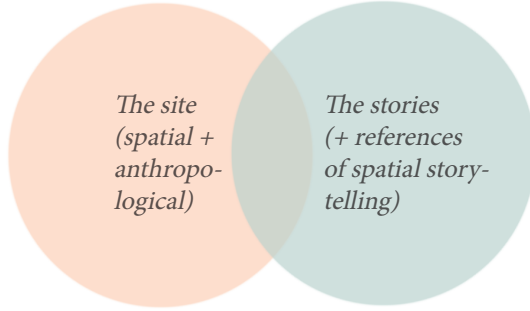 The site
(spatial +
anthropo-
logical)
The stories
(+ references
of spatial story-
telling)